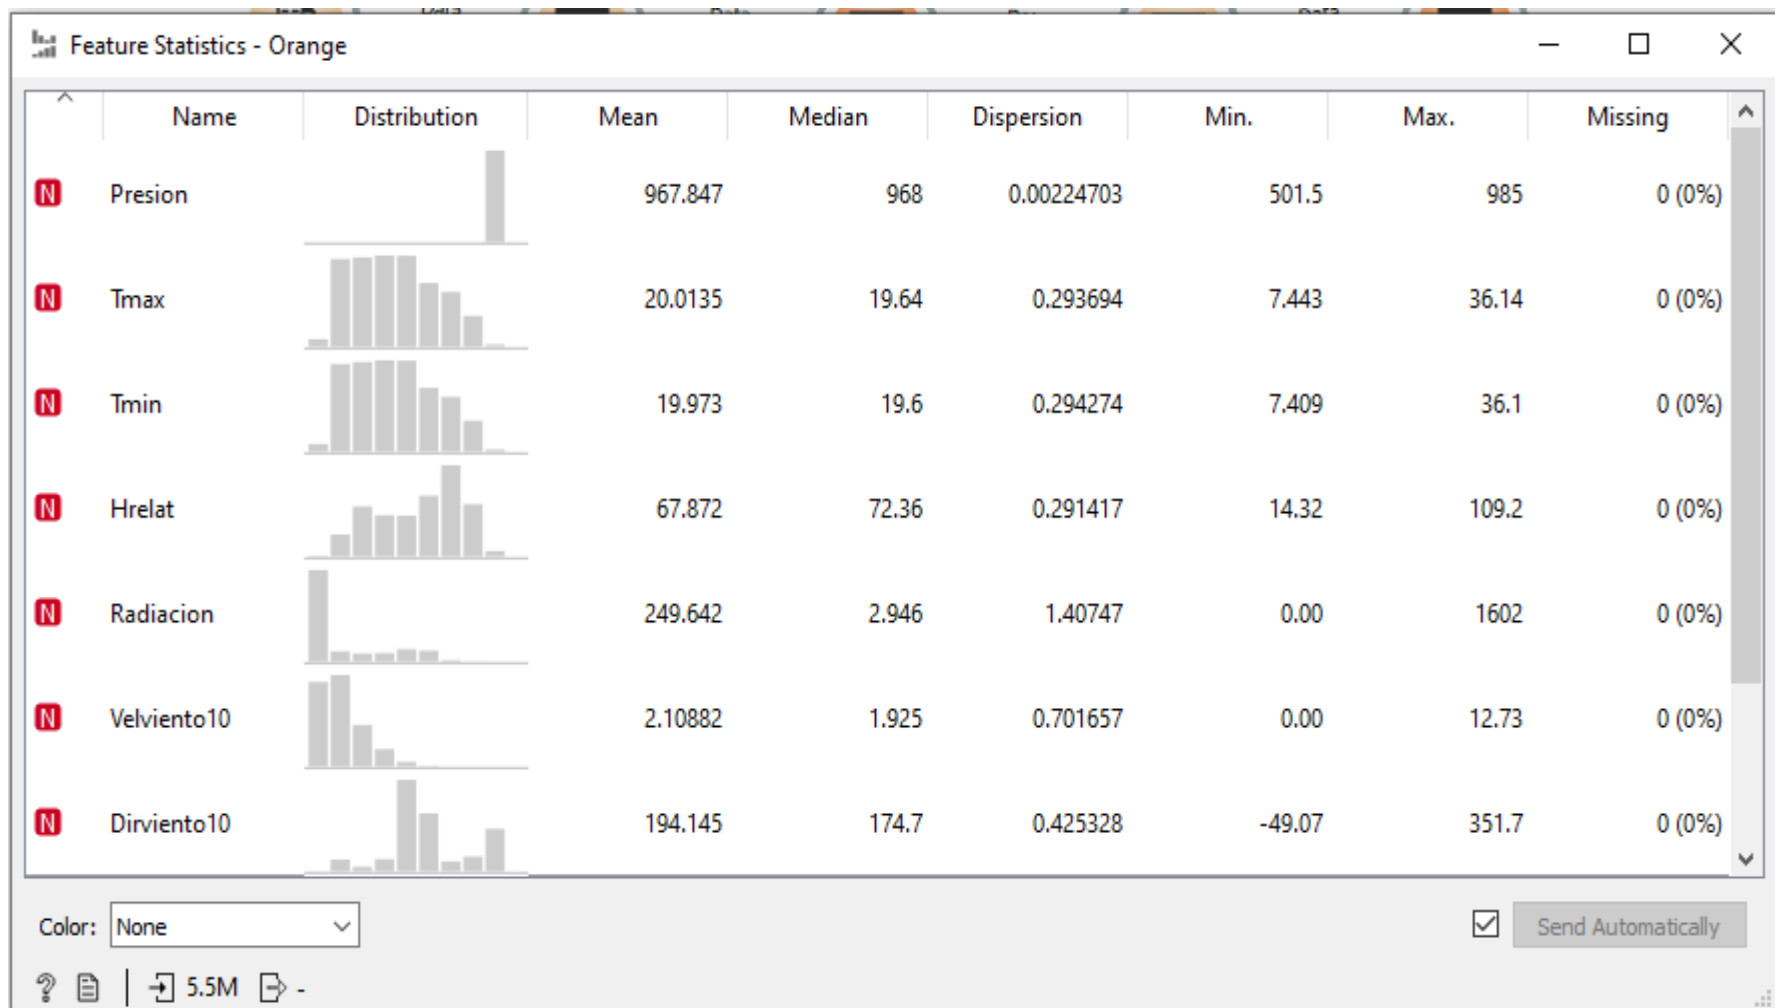 Feature Statistics - Orange
Name Distribution Mean Median Dispersion Min. Max. Missing
N Presion 967.847 968 0.00224703 501.5 985 0 (0%)
N Tmax 20.0135 19.64 0.293694 7.443 36.14 0 (0%)
N Tmin 19.973 19.6 0.294274 7.409 36.1 0 (0%)
N Hrelat 67.872 72.36 0.291417 14.32 109.2 0 (0%)
N Radiacion 249.642 2.946 1.40747 0.00 1602 0 (0%)
N Velviento10 2.10882 1.925 0.701657 0.00 12.73 0 (0%)
N Dirviento10 194.145 174.7 0.425328 -49.07 351.7 0 (0%)
Color: None Send Automatically
? 5.5M -